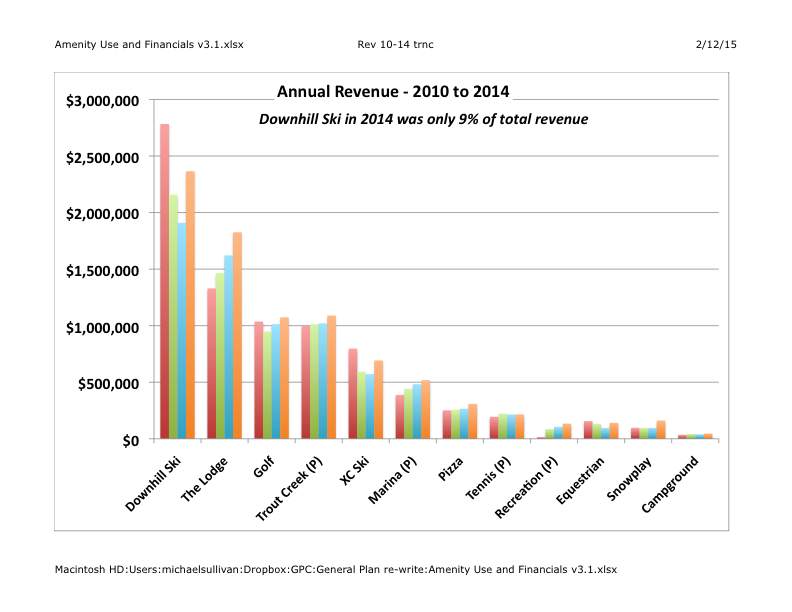 Amenity Use and Financials v3.1.xlsx Rev 10-14 trnc 2/12/15
Annual Revenue - 2010 to 2014
Downhill Ski in 2014 was only 9% of total revenue
$3,000,000
$2,500,000
$2,000,000
$1,500,000
$1,000,000
$500,000
$0
Downhill Ski
The Lodge
Golf
Trout Creek (P)
XC Ski
Marina (P)
Pizza
Tennis (P)
Recreation (P)
Equestrian
Snowplay
Campground
Macintosh HD:Users:michaelsullivan:Dropbox:GPC:General Plan re-write:Amenity Use and Financials v3.1.xlsx